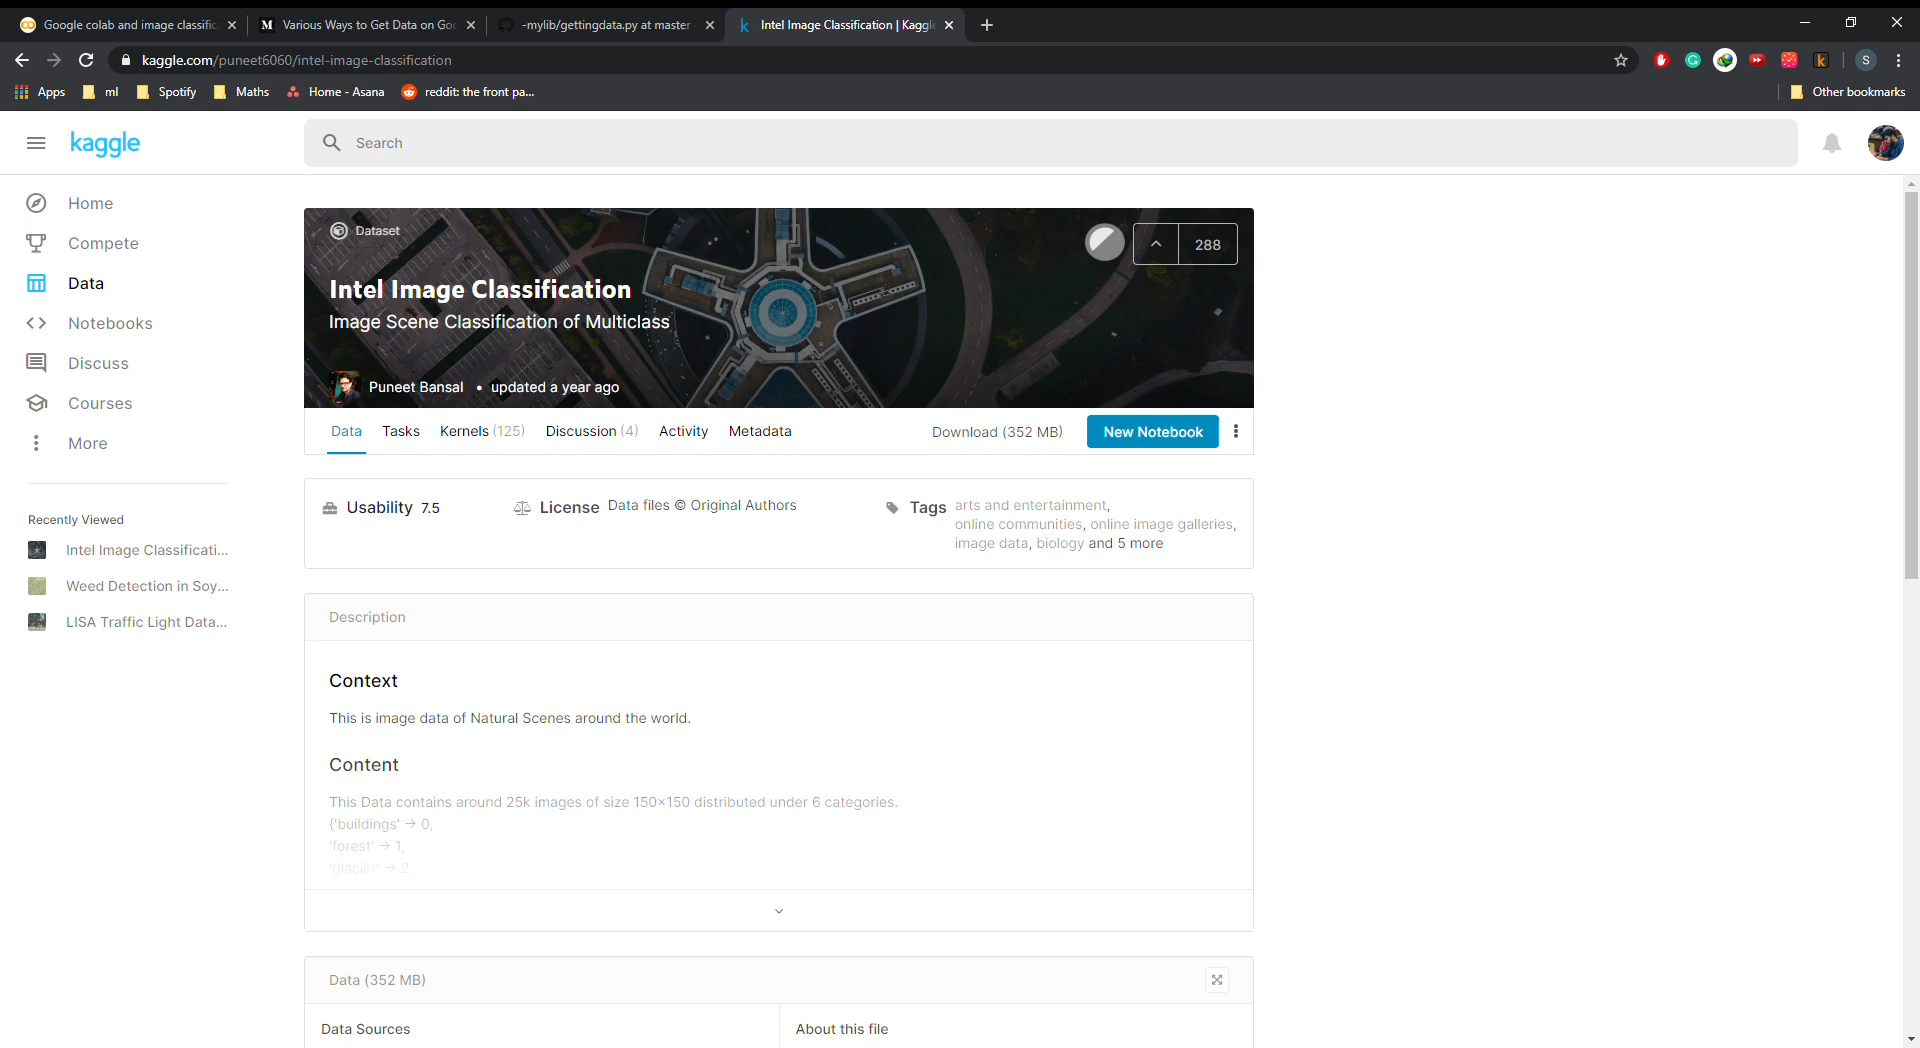 Google colab and image classific
Various Ways to Get Data on Goo
-mylib/gettingdata.py at master
Intel Image Classification | Kaggle
kaggle.com/puneet6060/intel-image-classification
Apps
ml
Spotify
Maths
Home - Asana
reddit: the front pa...
Other bookmarks
S
kaggle
Search
Home
Compete
Data
Notebooks
Discuss
Courses
More
Recently Viewed
Intel Image Classificati...
Weed Detection in Soy...
LISA Traffic Light Data...
Dataset
288
Intel Image Classification
Image Scene Classification of Multiclass
Puneet Bansal • updated a year ago
Data Tasks Kernels (125) Discussion (4) Activity Metadata Download (352 MB) New Notebook
Usability 7.5
License Data files © Original Authors
Tags arts and entertainment,
online communities, online image galleries,
image data, biology and 5 more
Description
Context
This is image data of Natural Scenes around the world.
Content
This Data contains around 25k images of size 150x150 distributed under 6 categories.
{'buildings' -> 0,
'forest' -> 1,
'glacier' -> 2,
Data (352 MB)
Data Sources
About this file